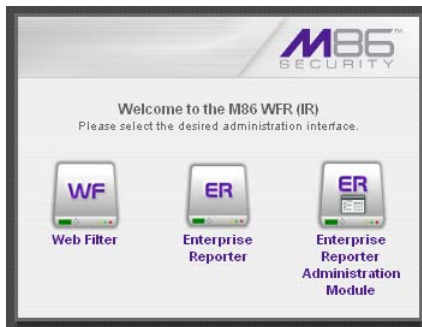 M86™
SECURITY
Welcome to the M86 WFR (IR)
Please select the desired administration interface.
WF
ER
ER
Web Filter
Enterprise
Reporter
Enterprise
Reporter
Administration
Module